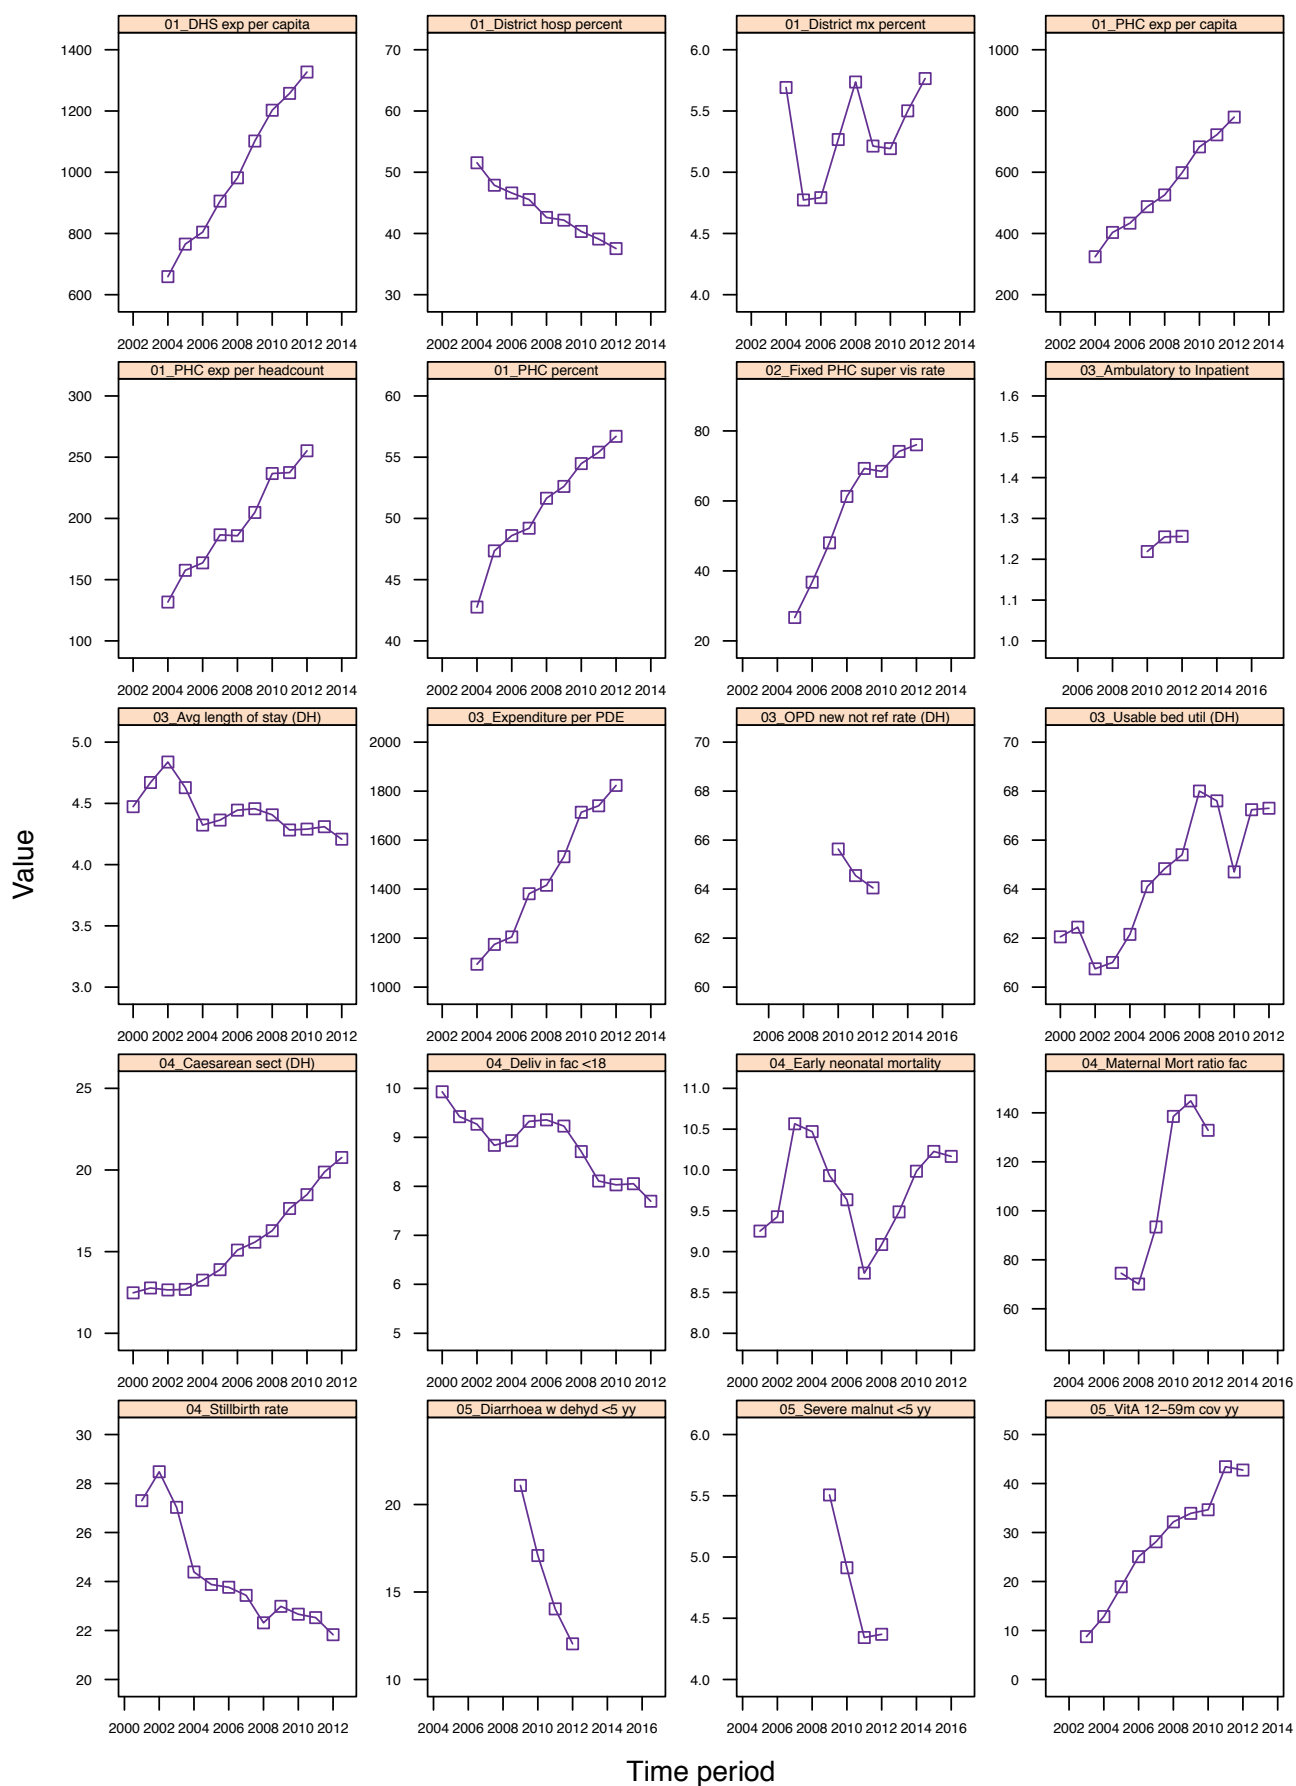 01_DHS exp per capita
01_District hosp percent
01_District mx percent
01_PHC exp per capita
1400
1200
1000
800
600
70
60
50
40
30
6.0
5.5
5.0
4.5
4.0
1000
800
600
400
200
2002 2004 2006 2008 2010 2012 2014
2002 2004 2006 2008 2010 2012 2014
2002 2004 2006 2008 2010 2012 2014
2002 2004 2006 2008 2010 2012 2014
01_PHC exp per headcount
01_PHC percent
02_Fixed PHC super vis rate
03_Ambulatory to Inpatient
300
250
200
150
100
60
55
50
45
40
80
60
40
20
1.6
1.5
1.4
1.3
1.2
1.1
1.0
2002 2004 2006 2008 2010 2012 2014
2002 2004 2006 2008 2010 2012 2014
2002 2004 2006 2008 2010 2012 2014
2006 2008 2010 2012 2014 2016
03_Avg length of stay (DH)
03_Expenditure per PDE
03_OPD new not ref rate (DH)
03_Usable bed util (DH)
5.0
4.5
4.0
3.5
3.0
2000
1800
1600
1400
1200
1000
70
68
66
64
62
60
70
68
66
64
62
60
2000 2002 2004 2006 2008 2010 2012
2002 2004 2006 2008 2010 2012 2014
2006 2008 2010 2012 2014 2016
2000 2002 2004 2006 2008 2010 2012
04_Caesarean sect (DH)
04_Deliv in fac <18
04_Early neonatal mortality
04_Maternal Mort ratio fac
25
20
15
10
10
9
8
7
6
5
11.0
10.5
10.0
9.5
9.0
8.5
8.0
140
120
100
80
60
2000 2002 2004 2006 2008 2010 2012
2000 2002 2004 2006 2008 2010 2012
2000 2002 2004 2006 2008 2010 2012
2004 2006 2008 2010 2012 2014 2016
04_Stillbirth rate
05_Diarrhoea w dehyd <5 yy
05_Severe malnut <5 yy
05_VitA 12−59m cov yy
30
28
26
24
22
20
20
15
10
6.0
5.5
5.0
4.5
4.0
50
40
30
20
10
0
2000 2002 2004 2006 2008 2010 2012
2004 2006 2008 2010 2012 2014 2016
2004 2006 2008 2010 2012 2014 2016
2002 2004 2006 2008 2010 2012 2014
Value
Time period